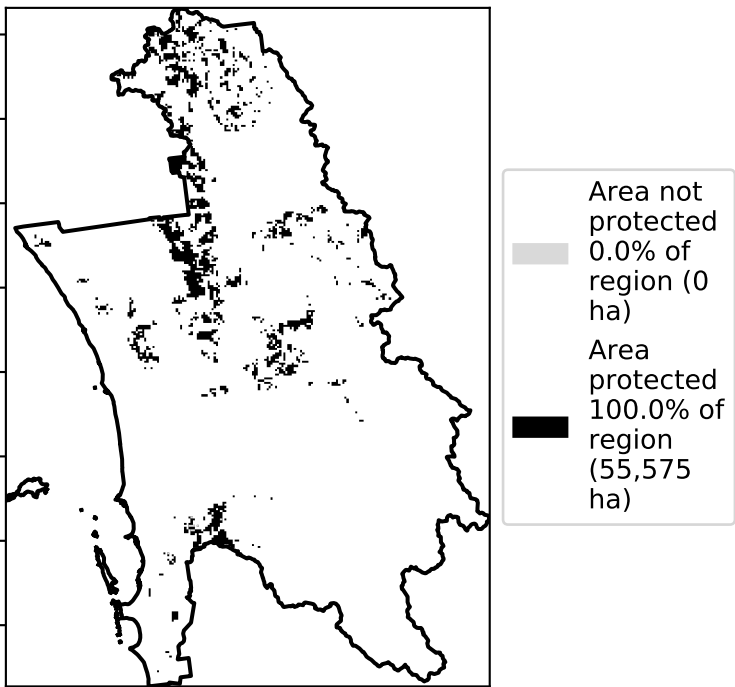 Area not
protected
0.0% of
region (0
ha)
Area
protected
100.0% of
region
(55,575
ha)